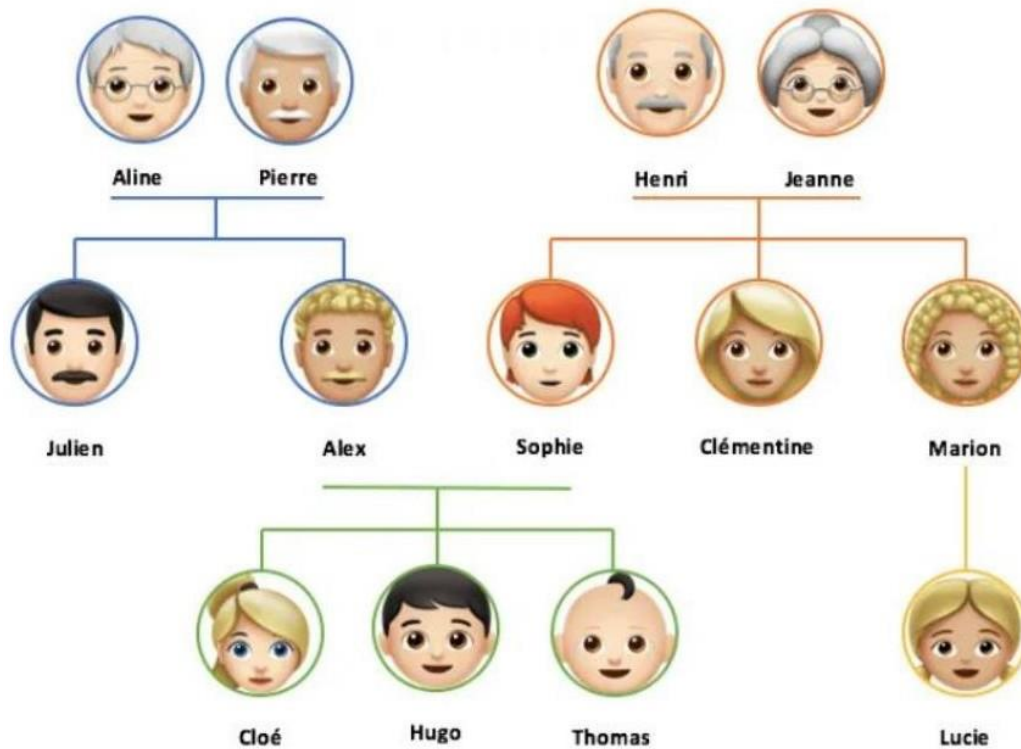 Aline Pierre Henri Jeanne
Julien Alex Sophie Clémentine Marion
Cloé Hugo Thomas Lucie